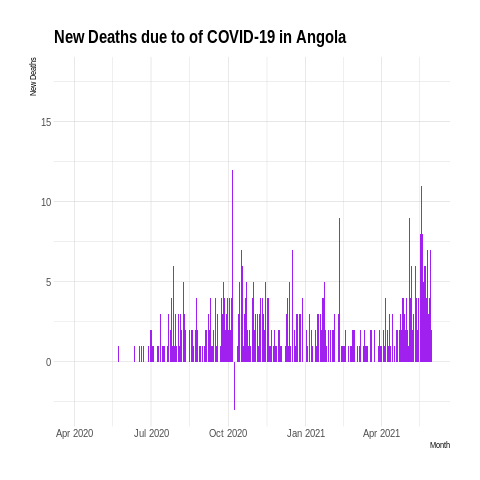 New Deaths due to of COVID-19 in Angola
New Deaths
15
10
5
0
Apr 2020 Jul 2020 Oct 2020 Jan 2021 Apr 2021
Month